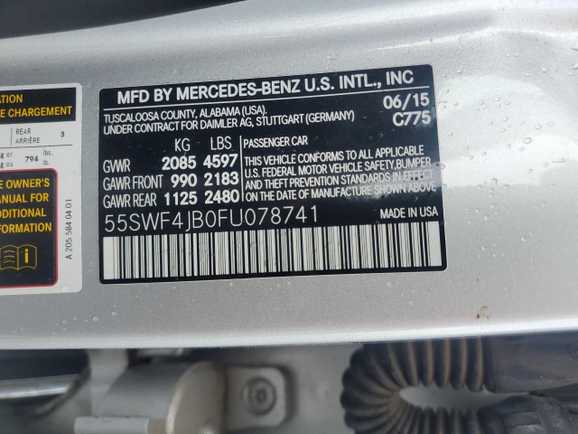 ATION
E CHARGEMENT
REAR
ARRIÈRE
3
794
lbs.
E OWNER'S
MANUAL FOR
ADDITIONAL
ORMATION
A 205 584 04 01
MFD BY MERCEDES-BENZ U.S. INTL., INC
TUSCALOOSA COUNTY, ALABAMA (USA). 06/15
UNDER CONTRACT FOR DAIMLER AG, STUTTGART (GERMANY) C775
KG LBS PASSENGER CAR
GVWR 2085 4597 THIS VEHICLE CONFORMS TO ALL APPLICABLE
GAWR FRONT 990 2183 U.S. FEDERAL MOTOR VEHICLE SAFETY,BUMPER
GAWR REAR 1125 2480 AND THEFT PREVENTION STANDARDS IN EFFECT
ON THE DATE OF MANUFACTURE SHOWN ABOVE
55SWF4JB0FU078741 MADE IN USA